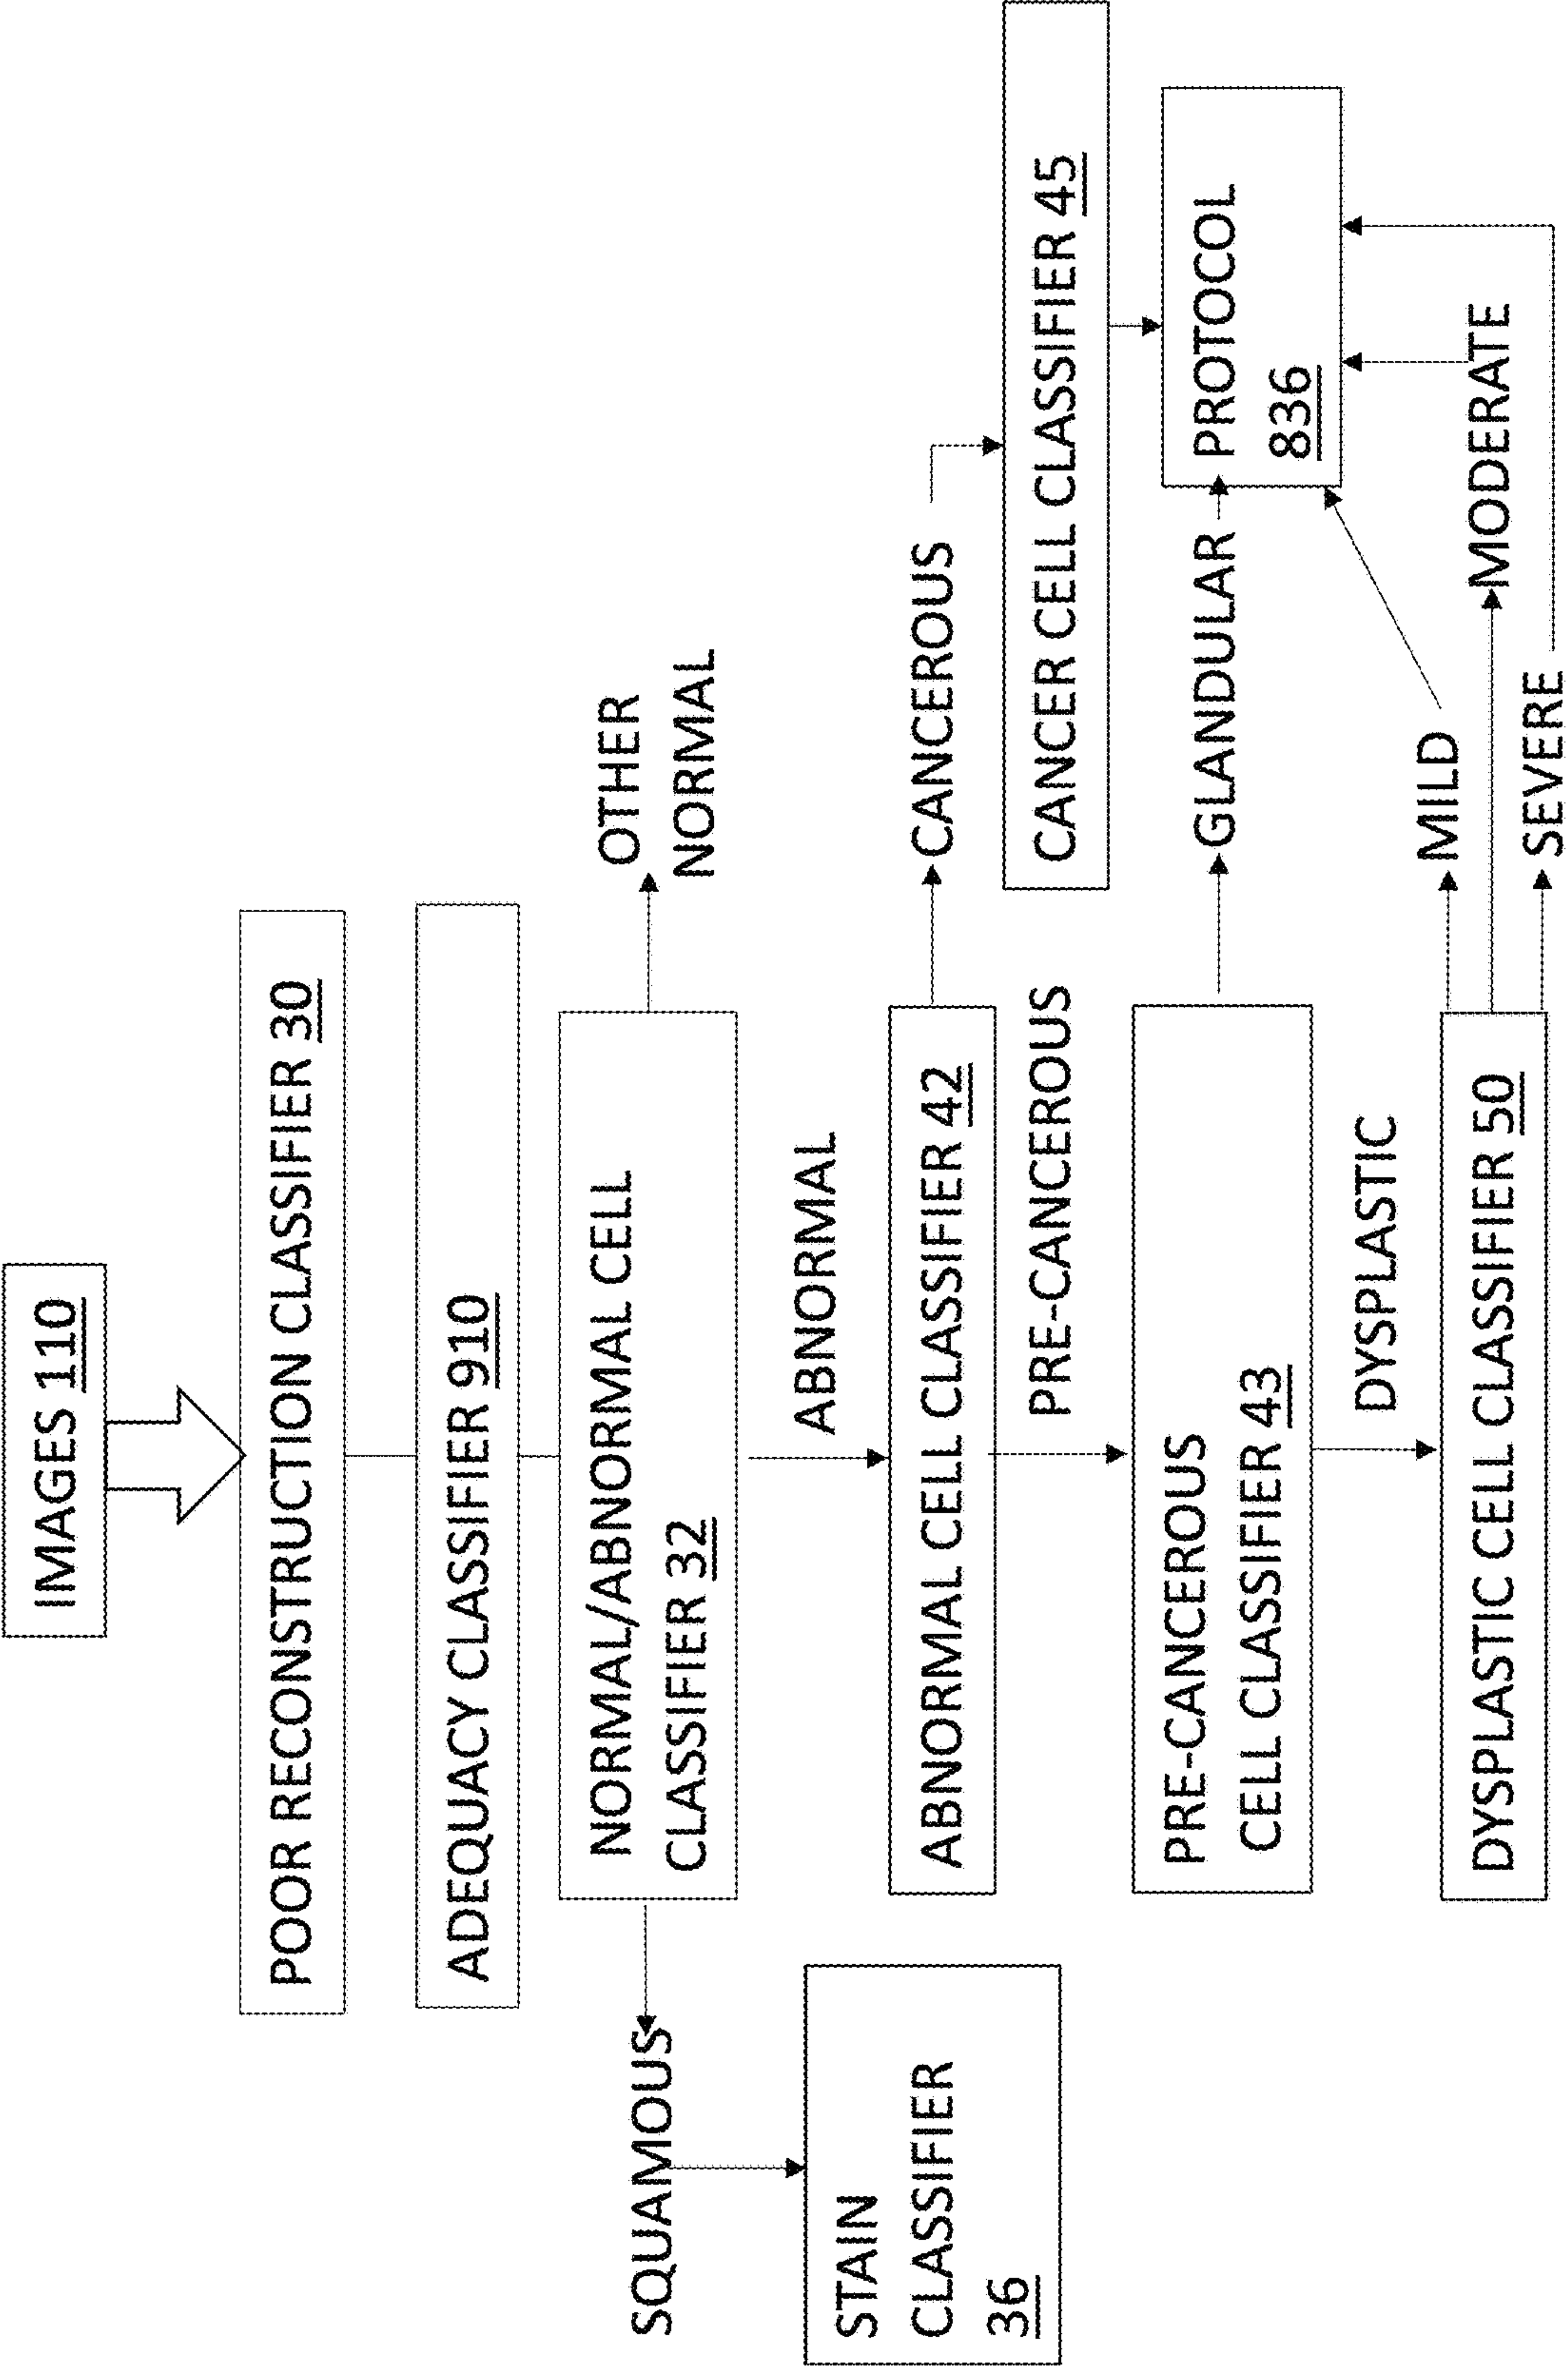 IMAGES 110
POOR RECONSTRUCTION CLASSIFIER 30
ADEQUACY CLASSIFIER 910
NORMAL/ABNORMAL CELL
CLASSIFIER 32
SQUAMOUS
OTHER
NORMAL
STAIN
CLASSIFIER
36
ABNORMAL
ABNORMAL CELL CLASSIFIER 42
CANCEROUS
CANCER CELL CLASSIFIER 45
PRE-CANCEROUS
PRE-CANCEROUS
CELL CLASSIFIER 43
GLANDULAR
PROTOCOL
836
DYSPLASTIC
DYSPLASTIC CELL CLASSIFIER 50
MILD
MODERATE
SEVERE